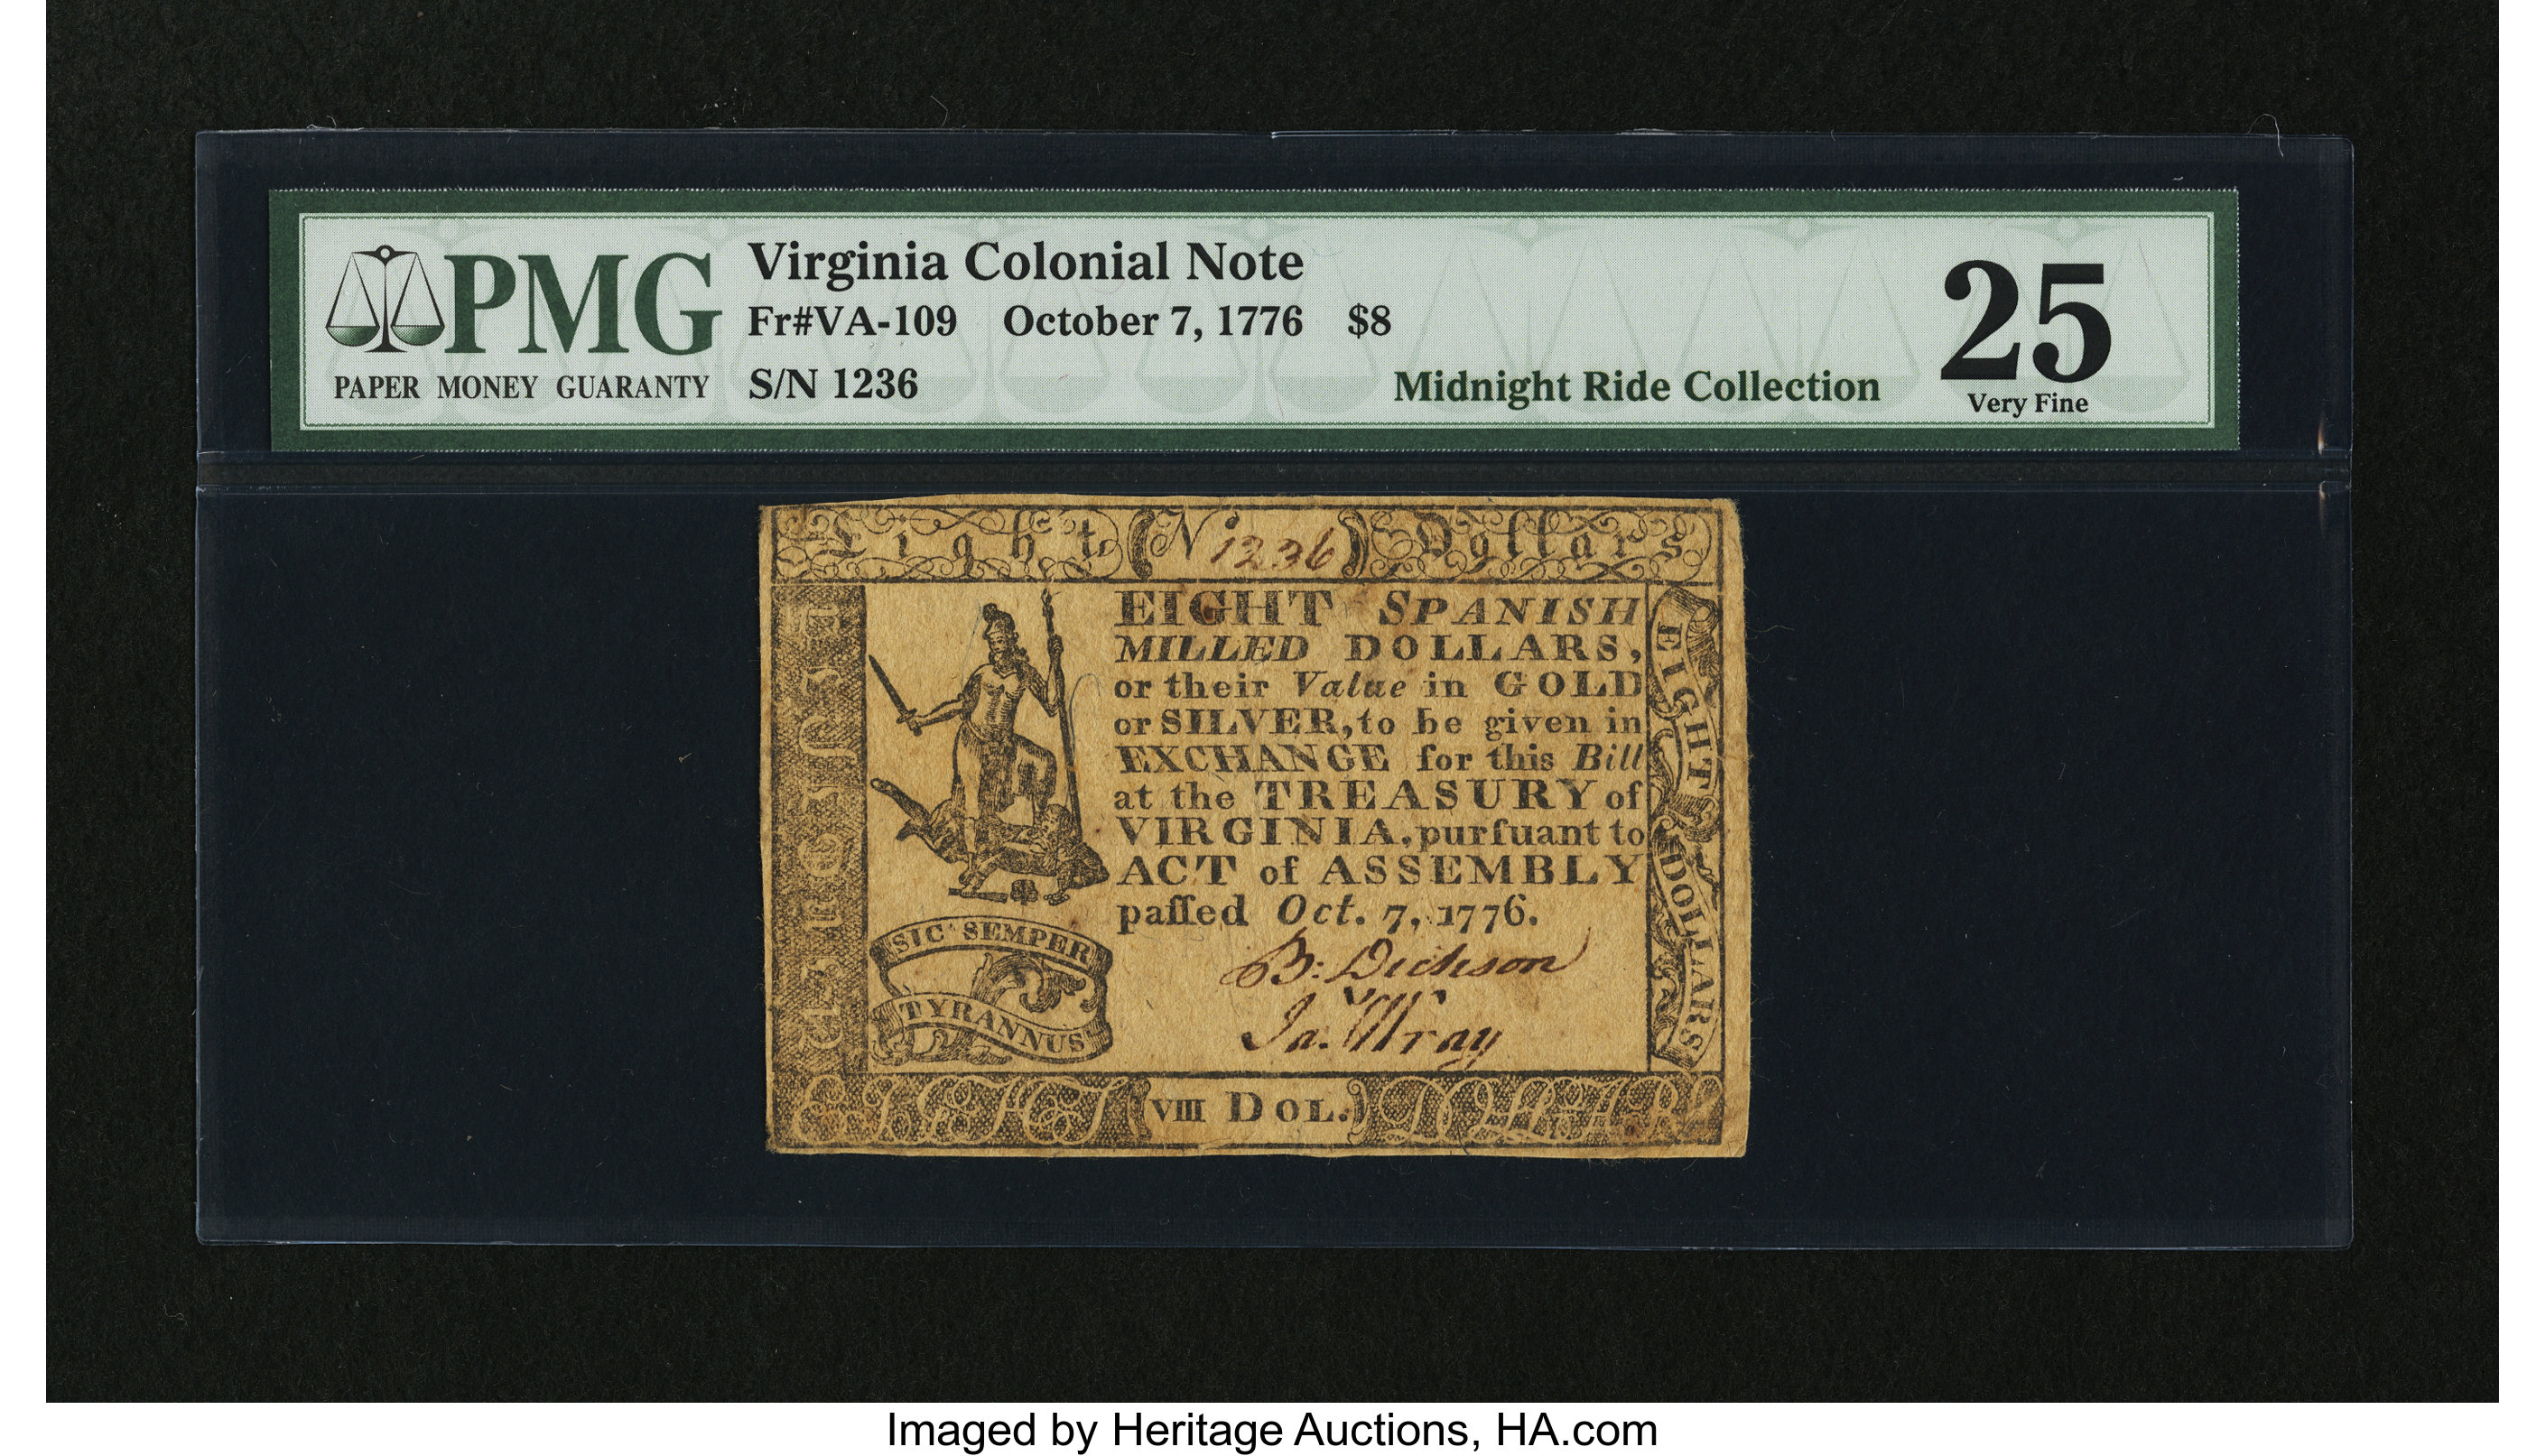 PMG
PAPER MONEY GUARANTY
Virginia Colonial Note
Fr#VA-109 October 7, 1776 $8
S/N 1236
Midnight Ride Collection
25
Very Fine
Eight (No 1236) Dollars
EIGHT SPANISH
MILLED DOLLARS,
or their Value in GOLD
or SILVER, to be given in
EXCHANGE for this Bill
at the TREASURY of
VIRGINIA, purſuant to
ACT of ASSEMBLY
paſſed Oct. 7, 1776.
B: Dickson
Ja: Wray
SIC SEMPER
TYRANNUS
EIGHT DOLLARS
VIII DOL.
Imaged by Heritage Auctions, HA.com